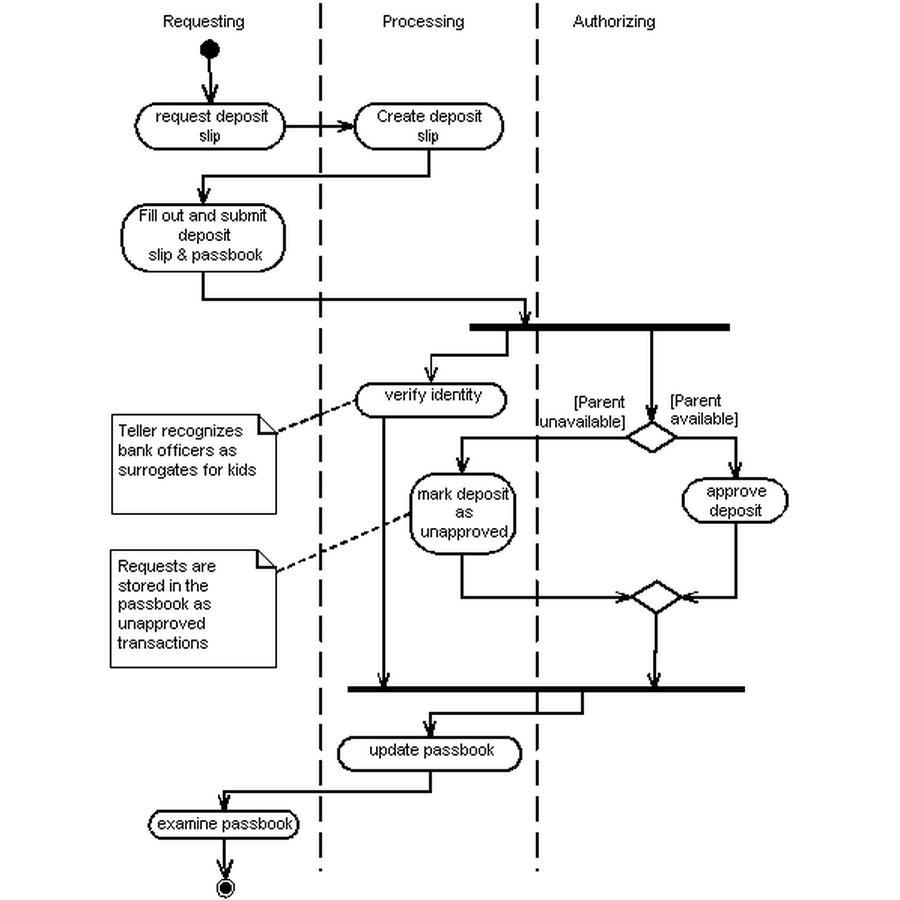 Requesting
Processing
Authorizing
request deposit
slip
Create deposit
slip
Fill out and submit
deposit
slip & passbook
verify identity
[Parent
unavailable]
[Parent
available]
Teller recognizes
bank officers as
surrogates for kids
mark deposit
as
unapproved
approve
deposit
Requests are
stored in the
passbook as
unapproved
transactions
update passbook
examine passbook